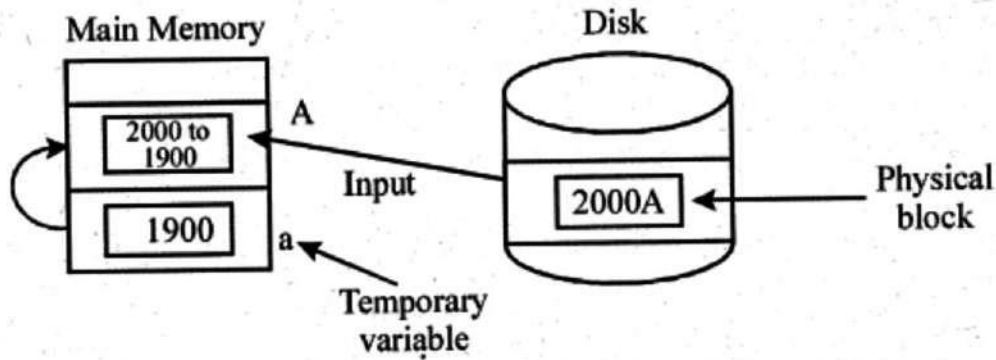 Main Memory
Disk
A
2000 to
1900
Input
2000A
Physical
block
1900
a
Temporary
variable